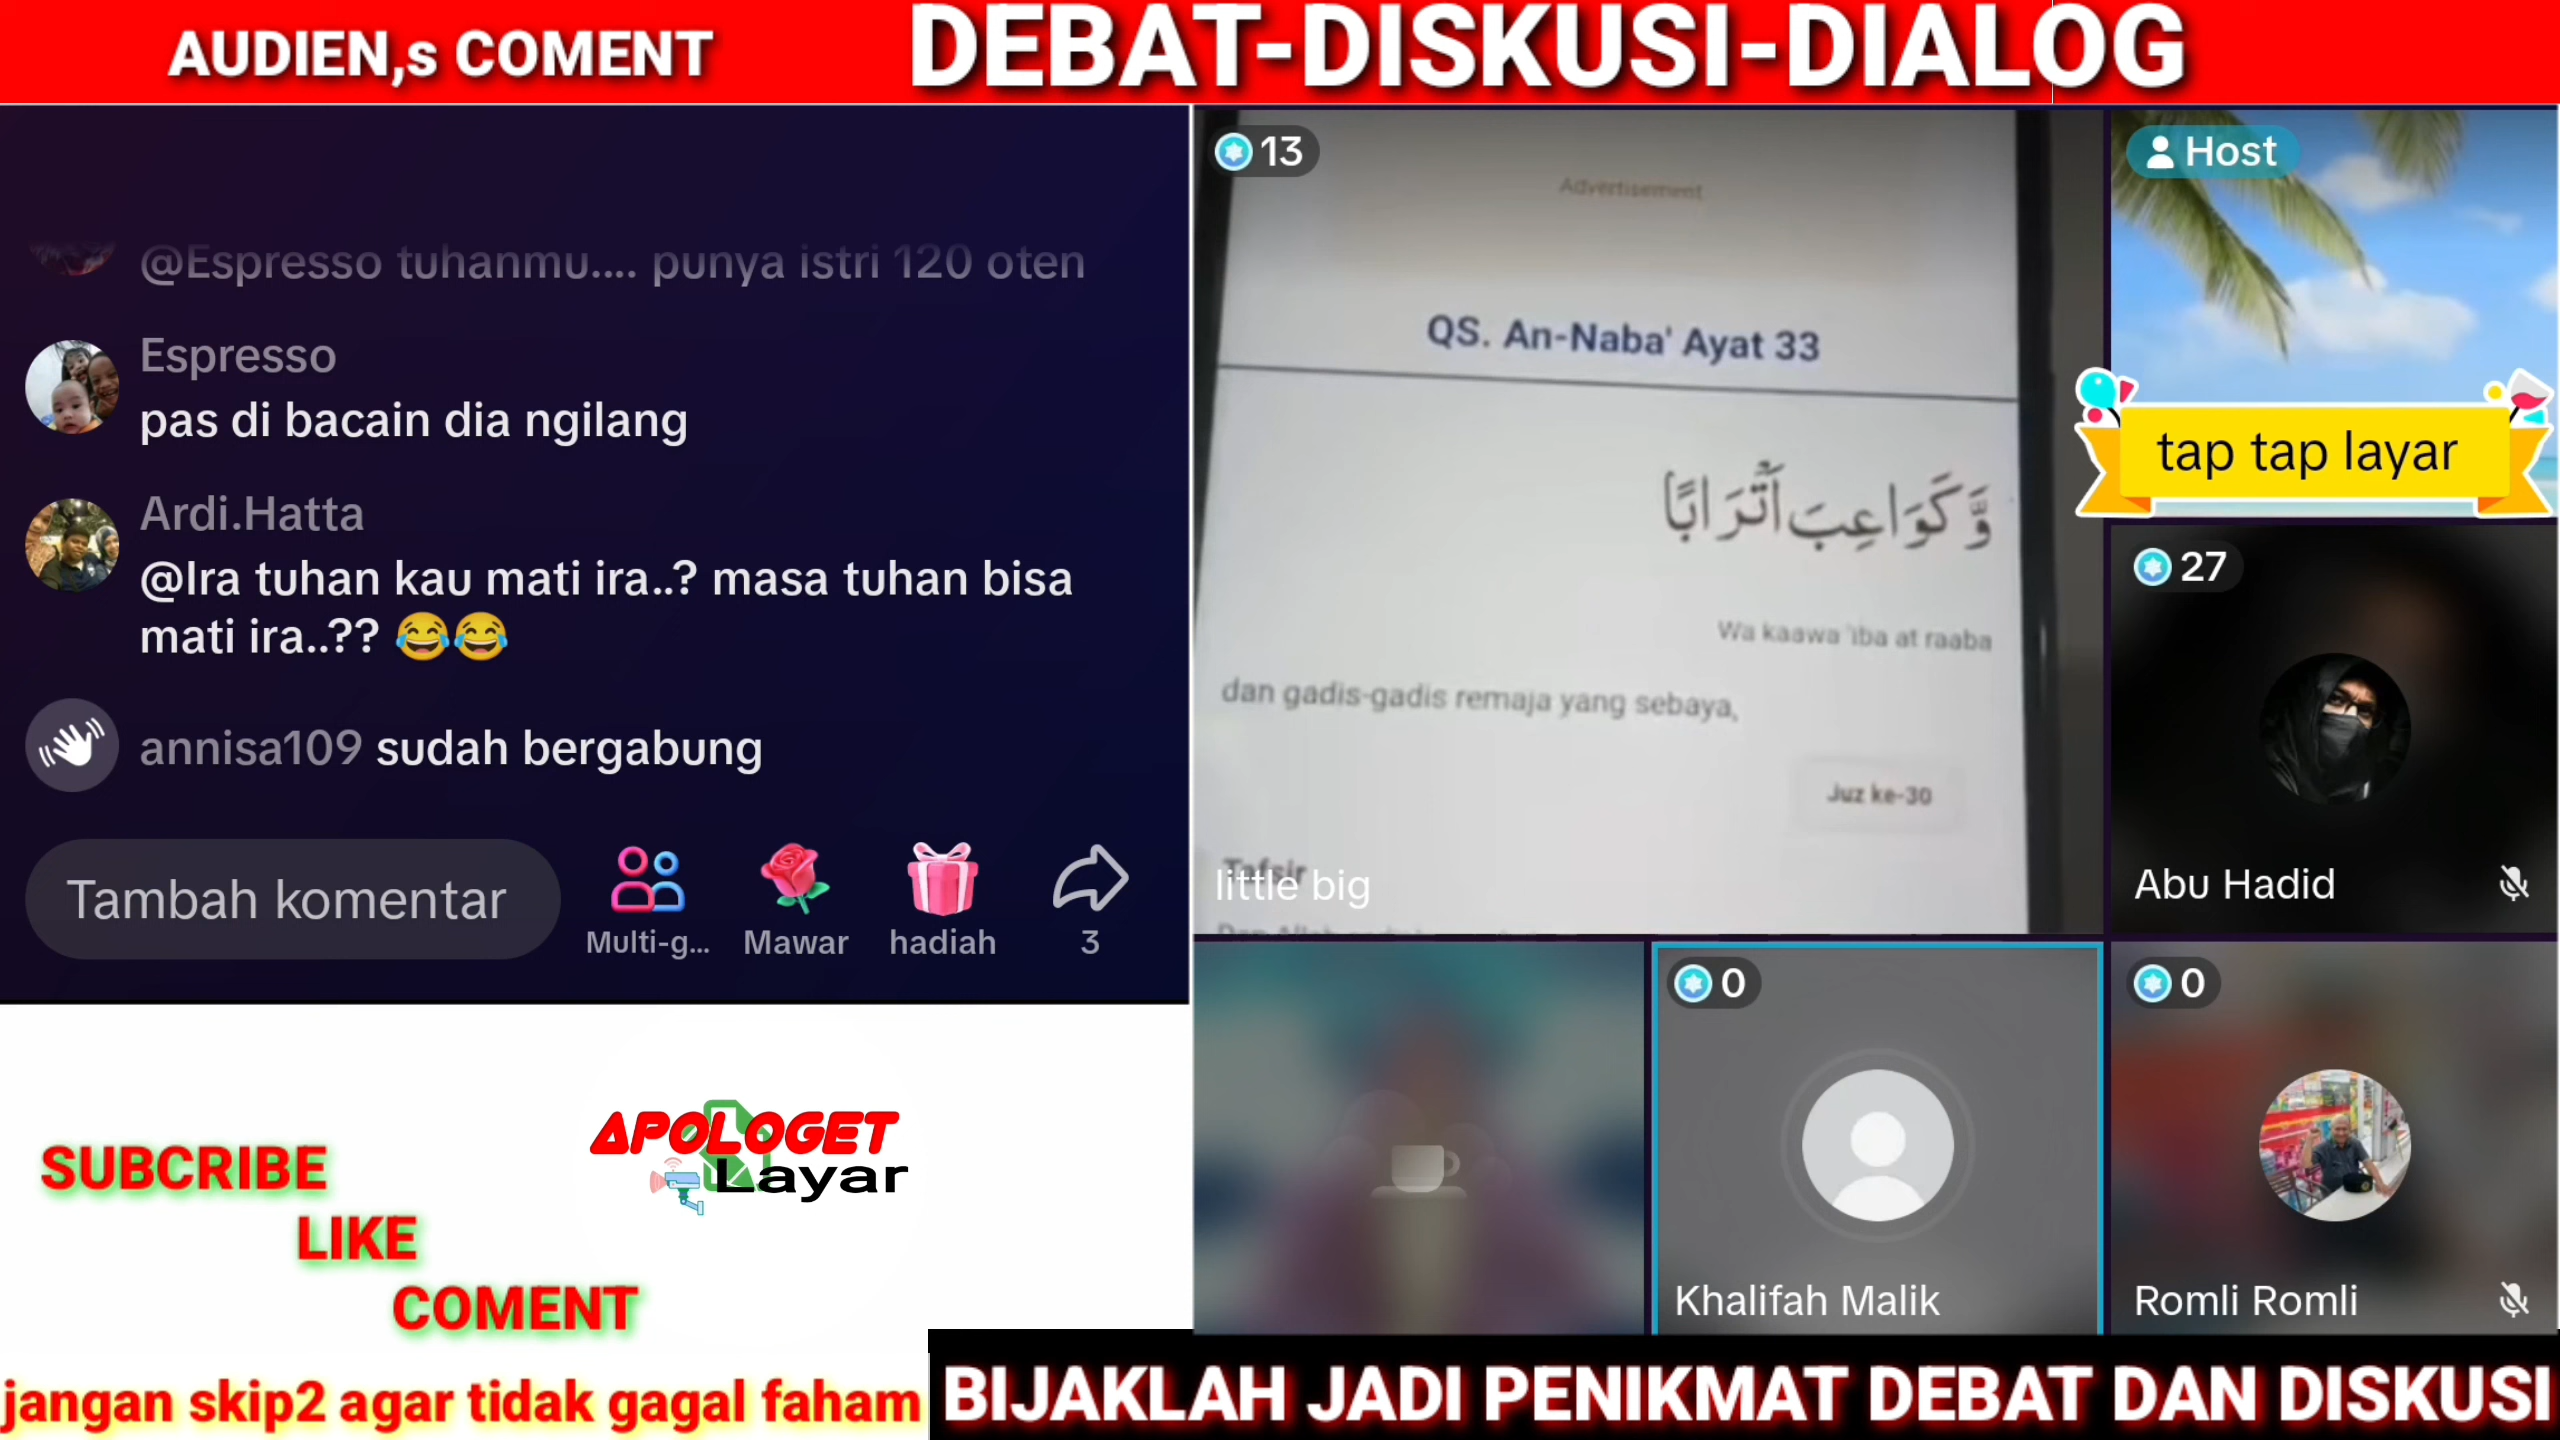 AUDIEN,s COMENT
DEBAT-DISKUSI-DIALOG
@Espresso tuhanmu.... punya istri 120 oten
Espresso
pas di bacain dia ngilang
Ardi.Hatta
@Ira tuhan kau mati ira..? masa tuhan bisa
mati ira..?? 😂😂
annisa109 sudah bergabung
Tambah komentar
Multi-g...
Mawar
hadiah
3
13
Advertisement
QS. An-Naba' Ayat 33
وَّكَوَاعِبَ اَتْرَابًا
Wa kaawa 'iba at raaba
dan gadis-gadis remaja yang sebaya,
Juz ke-30
Tafsir
little big
Host
tap tap layar
27
Abu Hadid
0
Khalifah Malik
0
Romli Romli
SUBCRIBE
LIKE
COMENT
APOLOGET
Layar
jangan skip2 agar tidak gagal faham
BIJAKLAH JADI PENIKMAT DEBAT DAN DISKUSI